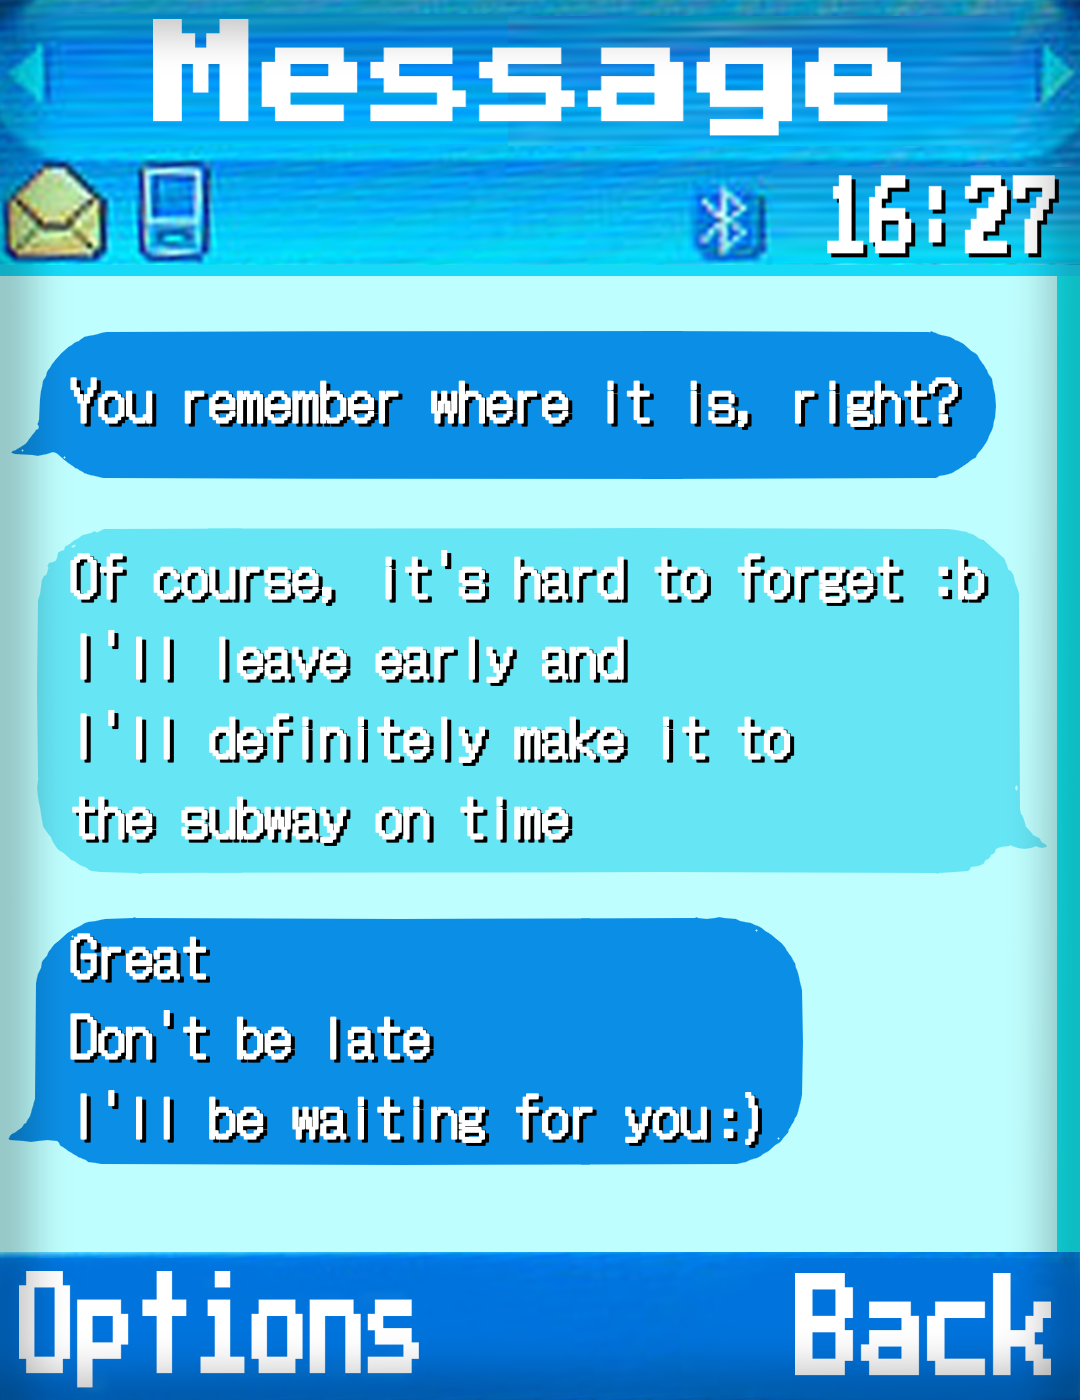 Message
16:27
You remember where it is, right?
Of course, it's hard to forget :b
I'll leave early and
I'll definitely make it to
the subway on time
Great
Don't be late
I'll be waiting for you:)
Options
Back